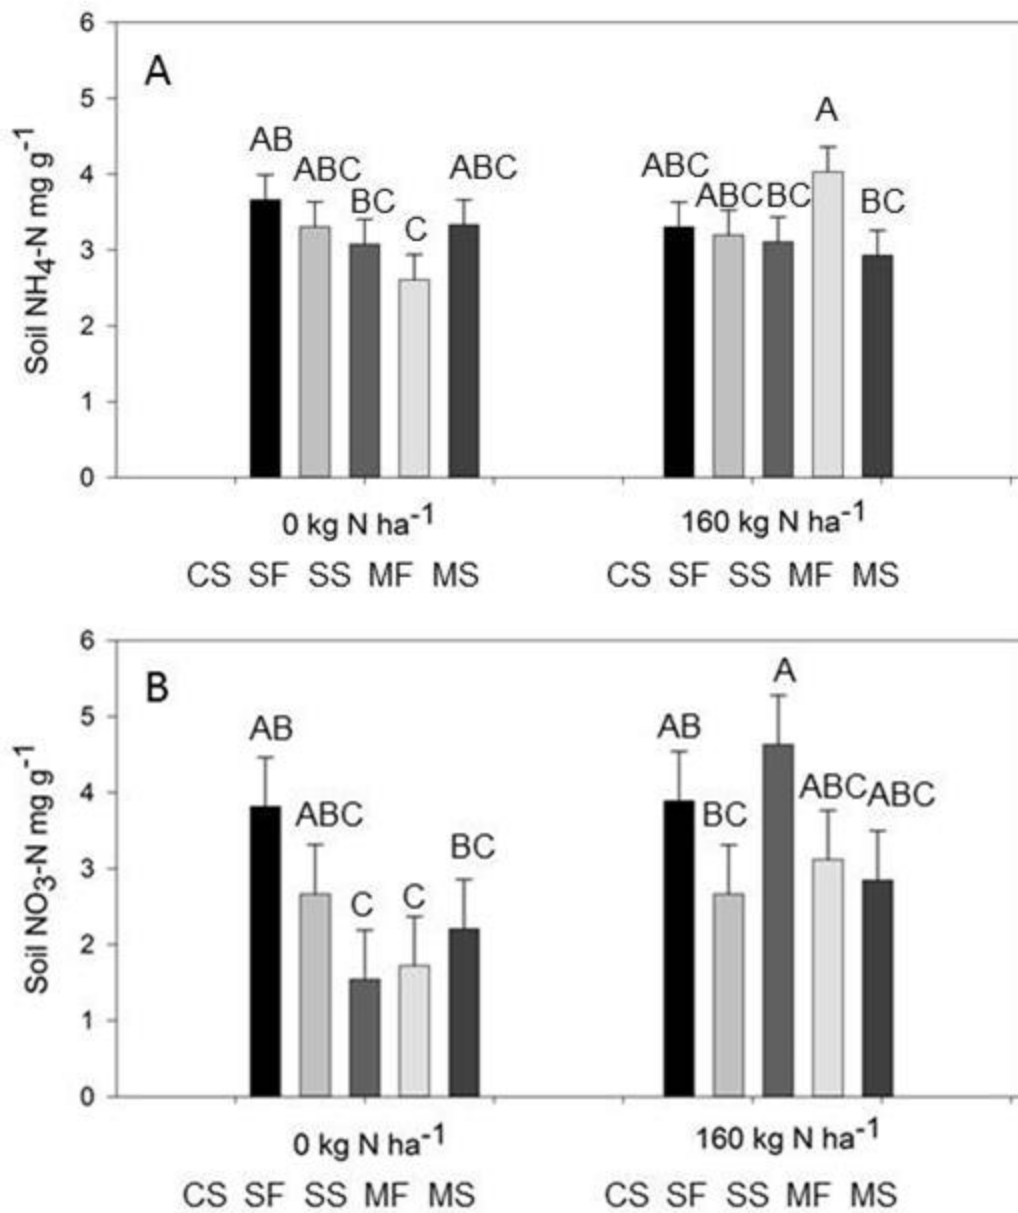 6
A
5
A
AB
ABC
ABC
ABC
4
ABC BC
BC
BC
C
3
2
1
0
Soil NH4-N mg g-1
0 kg N ha-1
160 kg N ha-1
CS SF SS MF MS
CS SF SS MF MS
6
B
A
5
AB
AB
4
ABC
ABC ABC
BC
BC
3
C
C
2
1
0
Soil NO3-N mg g-1
0 kg N ha-1
160 kg N ha-1
CS SF SS MF MS
CS SF SS MF MS